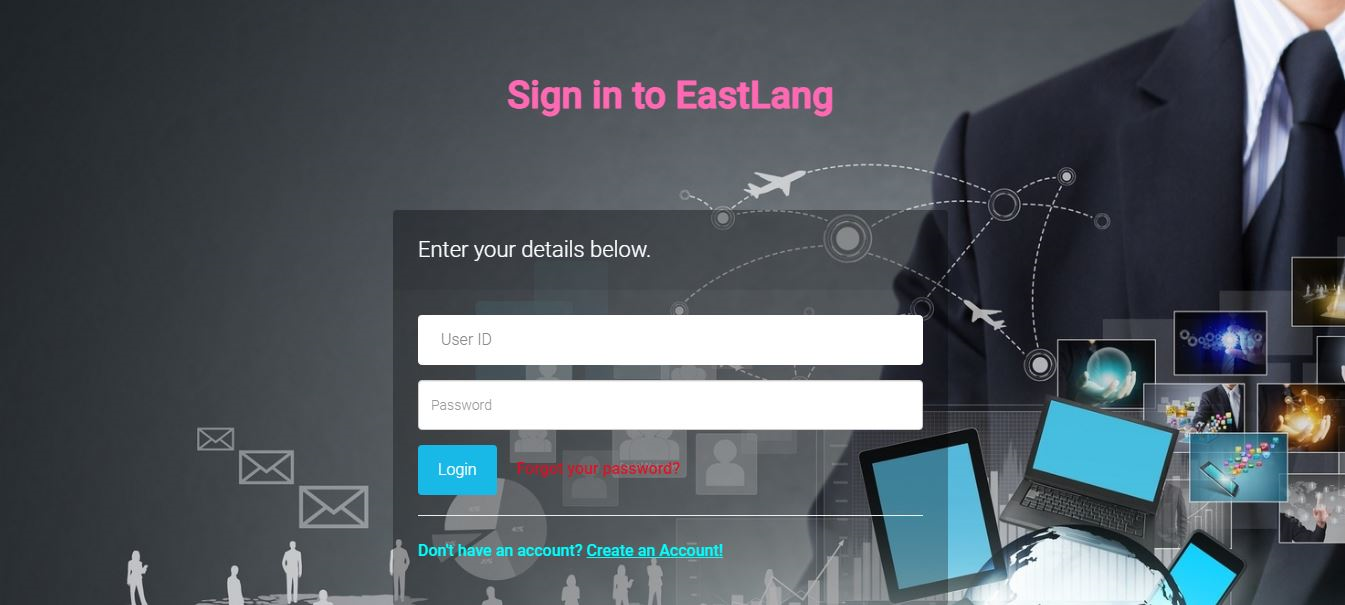 Sign in to EastLang
Enter your details below.
User ID
Password
Login
Forgot your password?
Don't have an account? Create an Account!